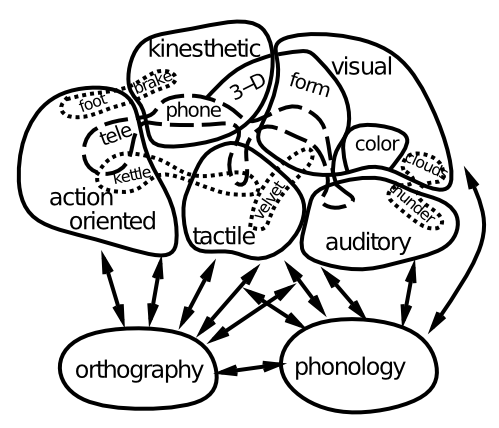 kinesthetic
visual
brake
foot
phone
3–D
form
tele
kettle
color
clouds
thunder
velvet
action
oriented
tactile
auditory
orthography
phonology